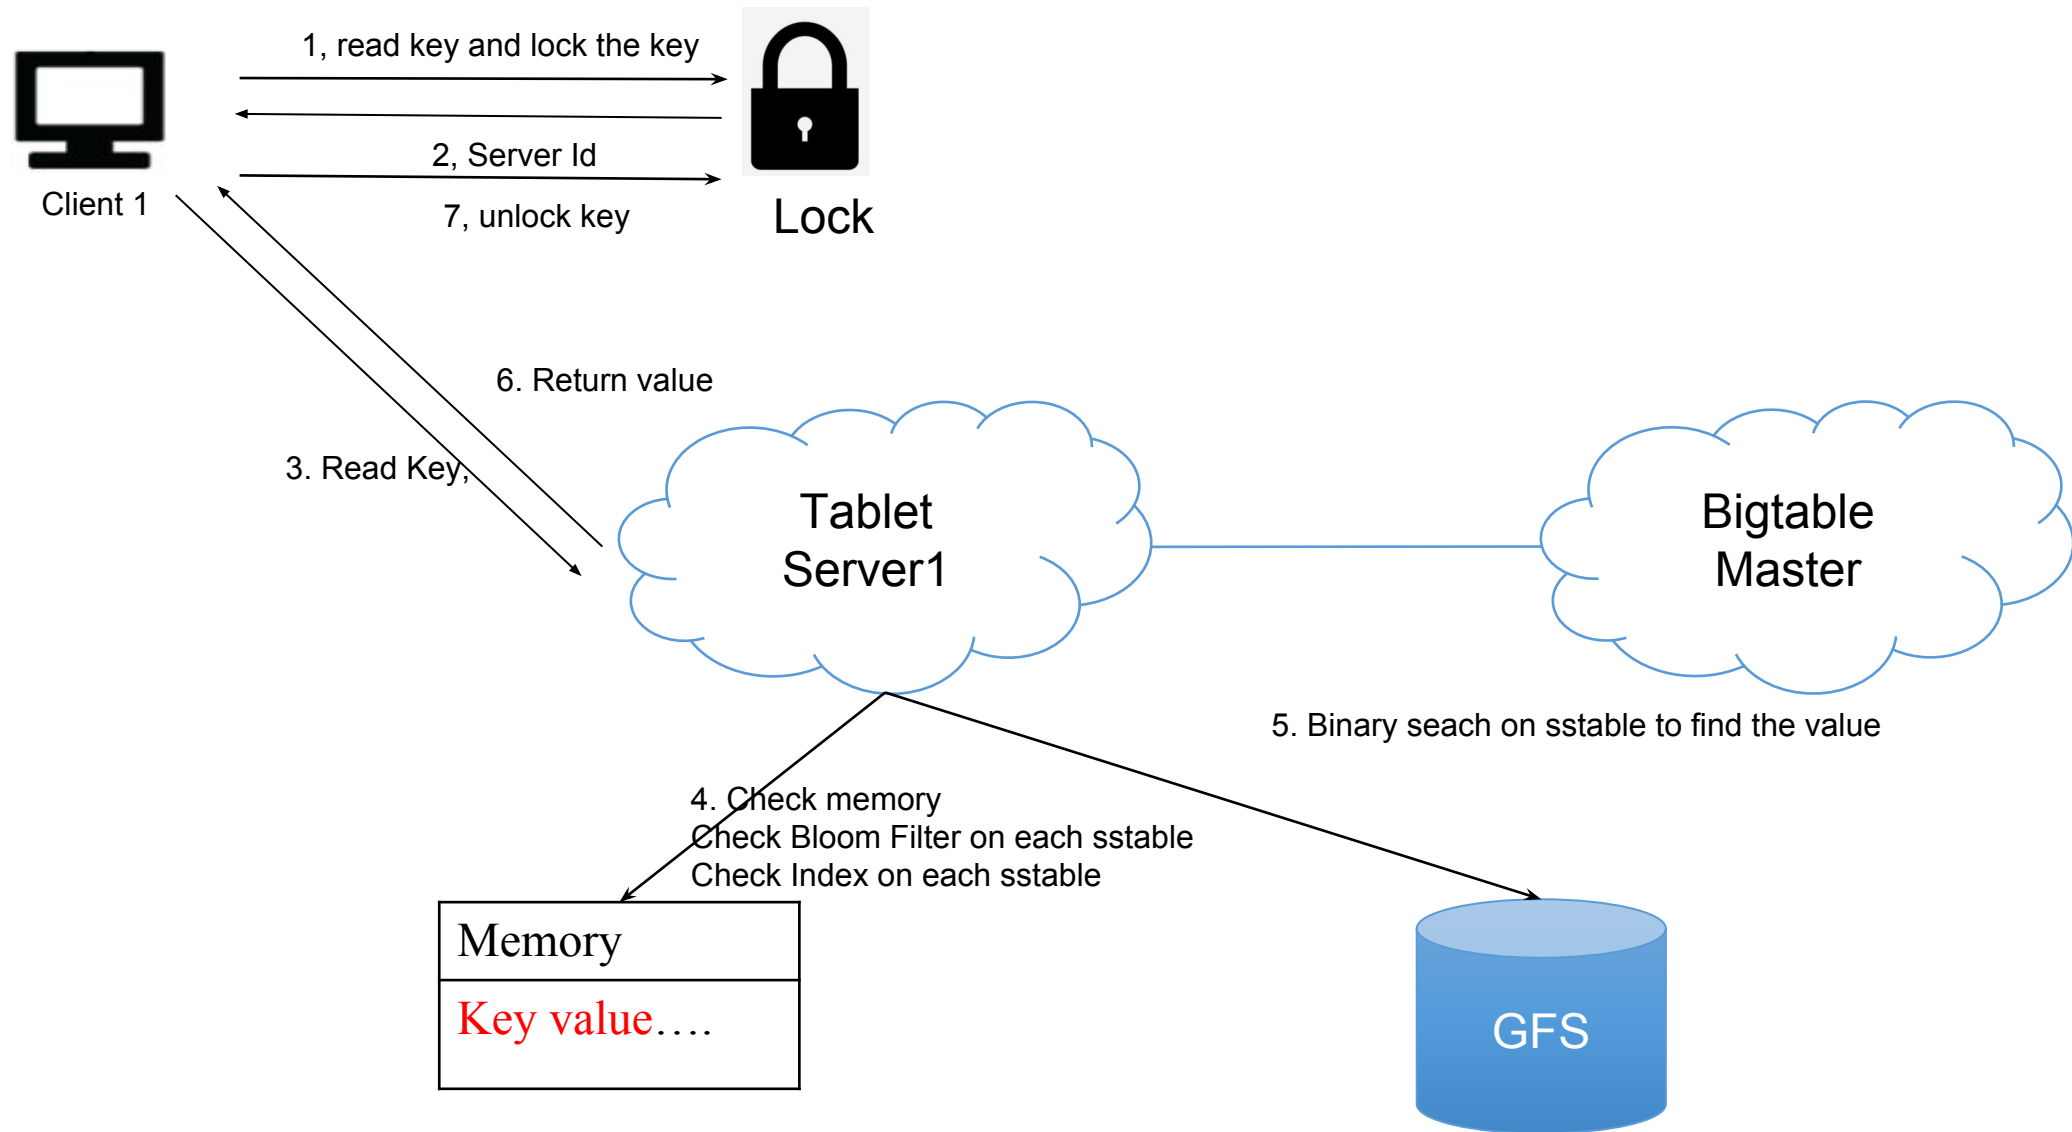 1, read key and lock the key
2, Server Id
Client 1
7, unlock key
Lock
6. Return value
3. Read Key,
Tablet
Server1
Bigtable
Master
5. Binary seach on sstable to find the value
4. Check memory
Check Bloom Filter on each sstable
Check Index on each sstable
Memory
Key value….
GFS